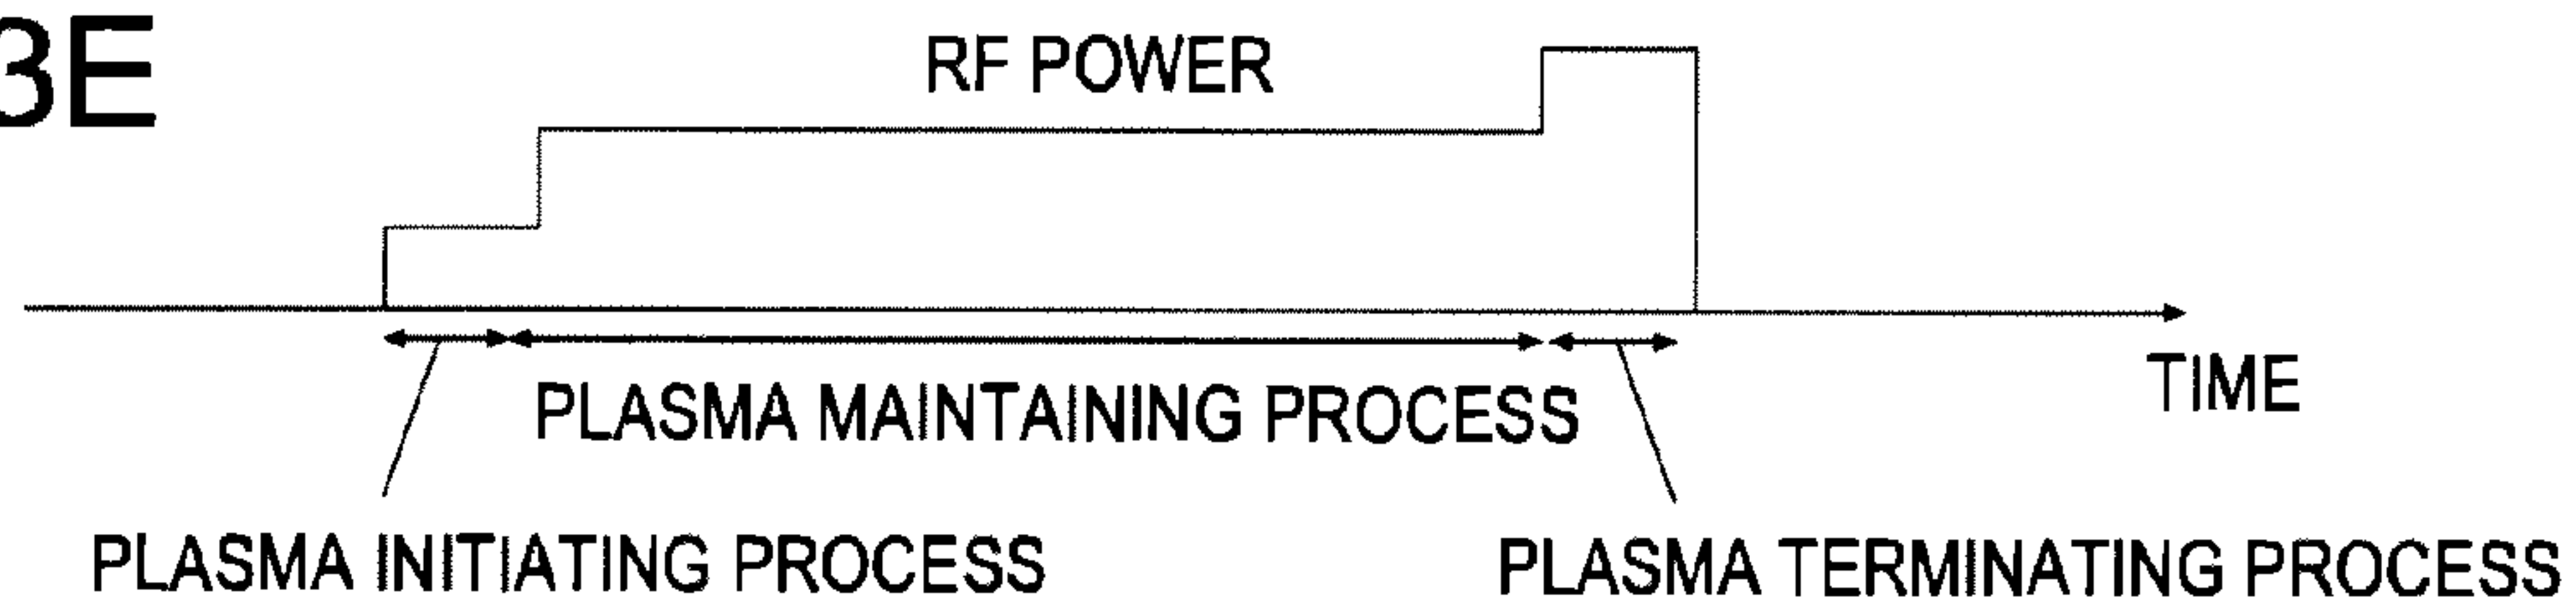 3E
RF POWER
TIME
PLASMA MAINTAINING PROCESS
PLASMA INITIATING PROCESS
PLASMA TERMINATING PROCESS